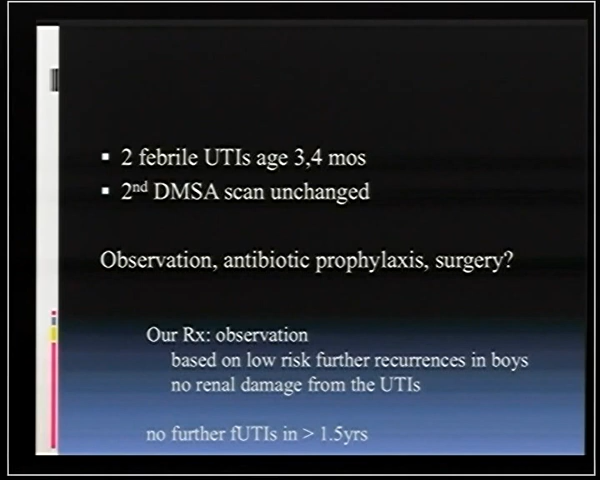 ▪ 2 febrile UTIs age 3,4 mos
▪ 2nd DMSA scan unchanged
Observation, antibiotic prophylaxis, surgery?
Our Rx: observation
based on low risk further recurrences in boys
no renal damage from the UTIs
no further fUTIs in > 1.5yrs